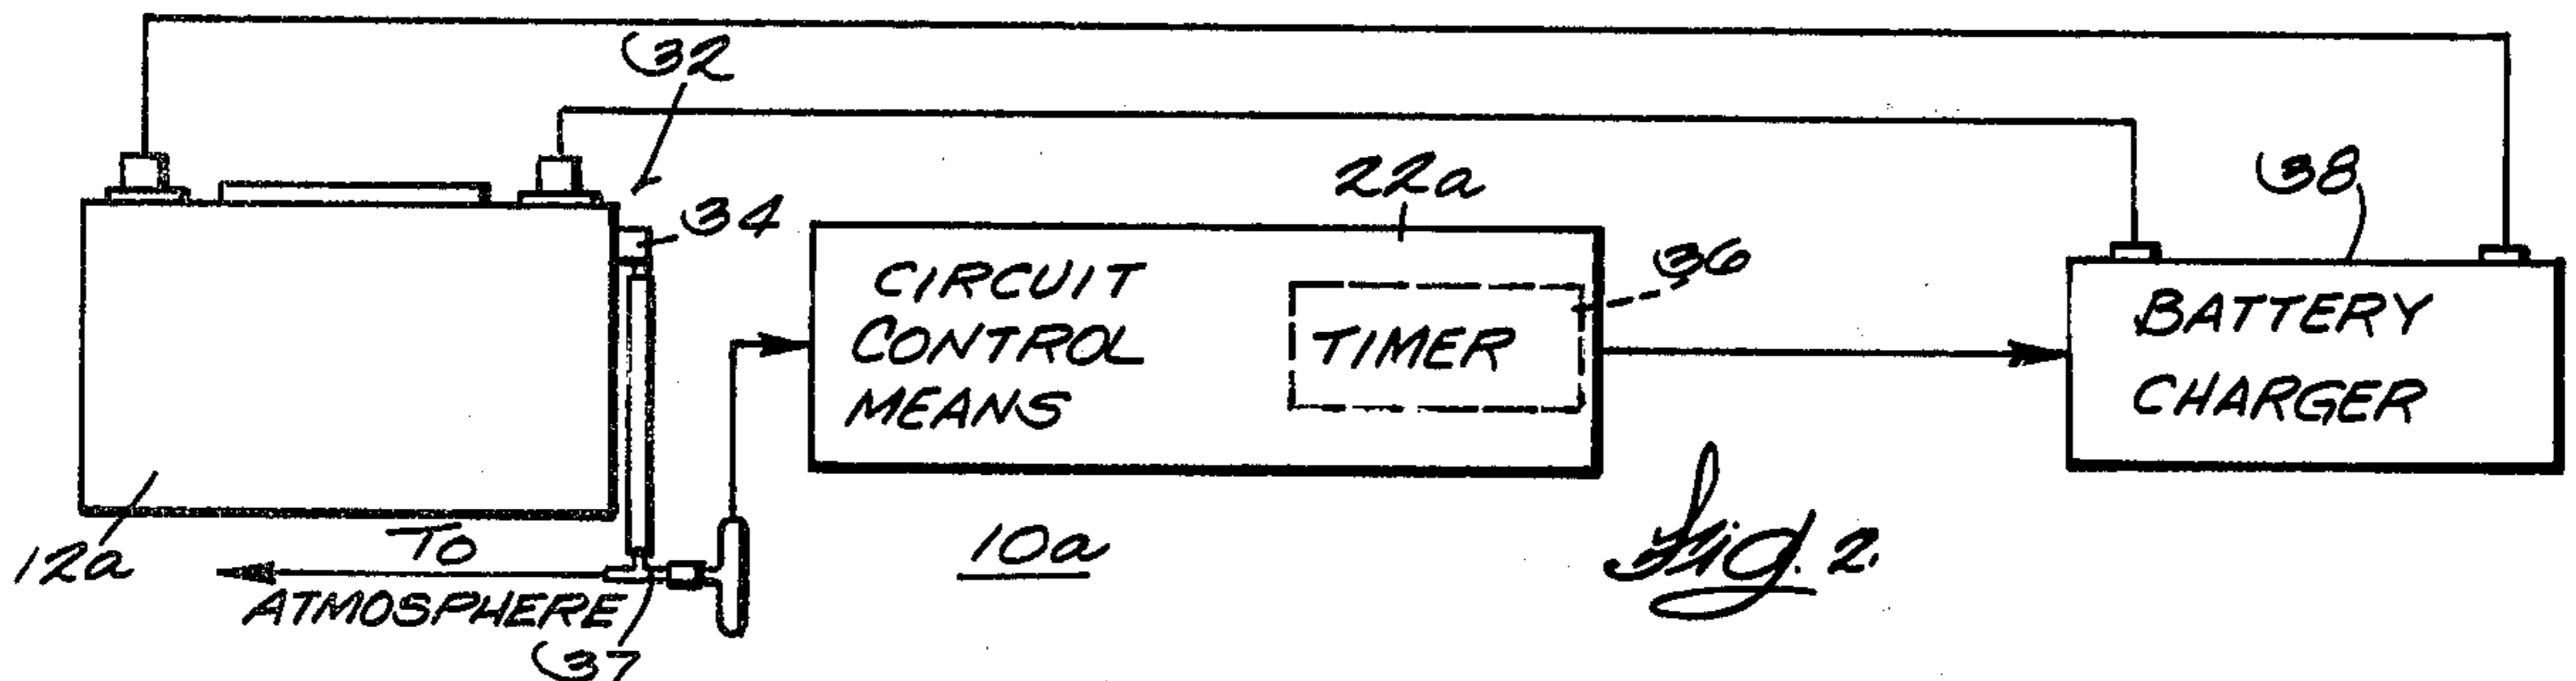 32
34
22a
38
36
CIRCUIT
CONTROL
MEANS
TIMER
BATTERY
CHARGER
12a
TO
ATMOSPHERE
37
10a
Fig. 2.